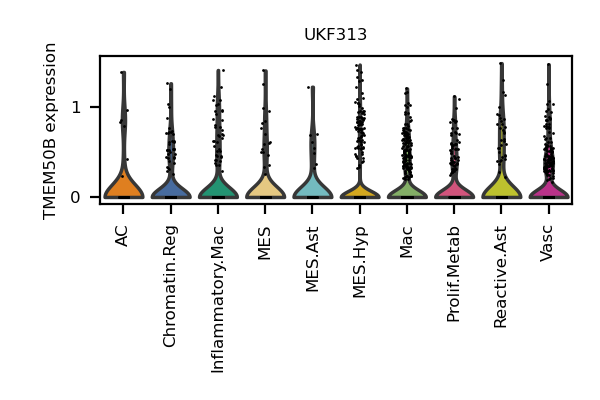 UKF313
TMEM50B expression
1
0
AC
Chromatin.Reg
Inflammatory.Mac
MES
MES.Ast
MES.Hyp
Mac
Prolif.Metab
Reactive.Ast
Vasc